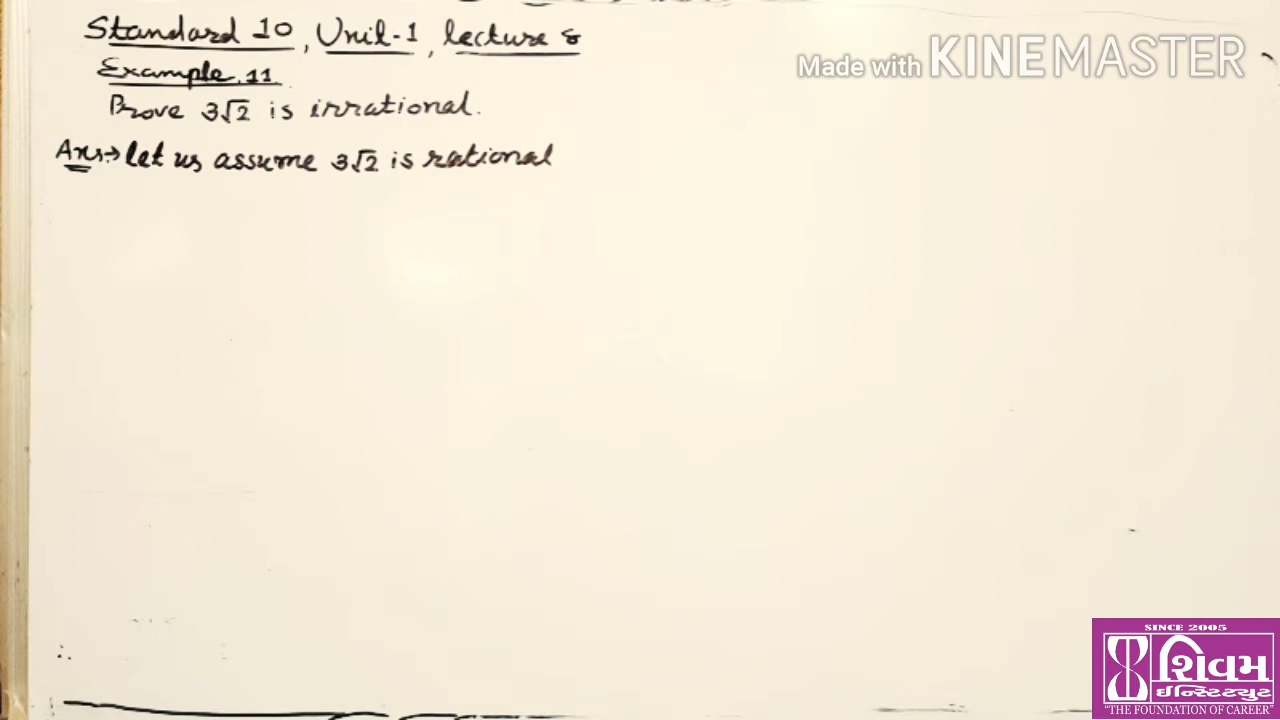 Standard 10, Unit-1, lecture 8
Made with KINEMASTER
Example. 11.
Prove 3√2 is irrational.
Ans→ let us assume 3√2 is rational
∴
SINCE 2005
શિવમ
ઇન્સ્ટિટ્યુટ
"THE FOUNDATION OF CAREER"